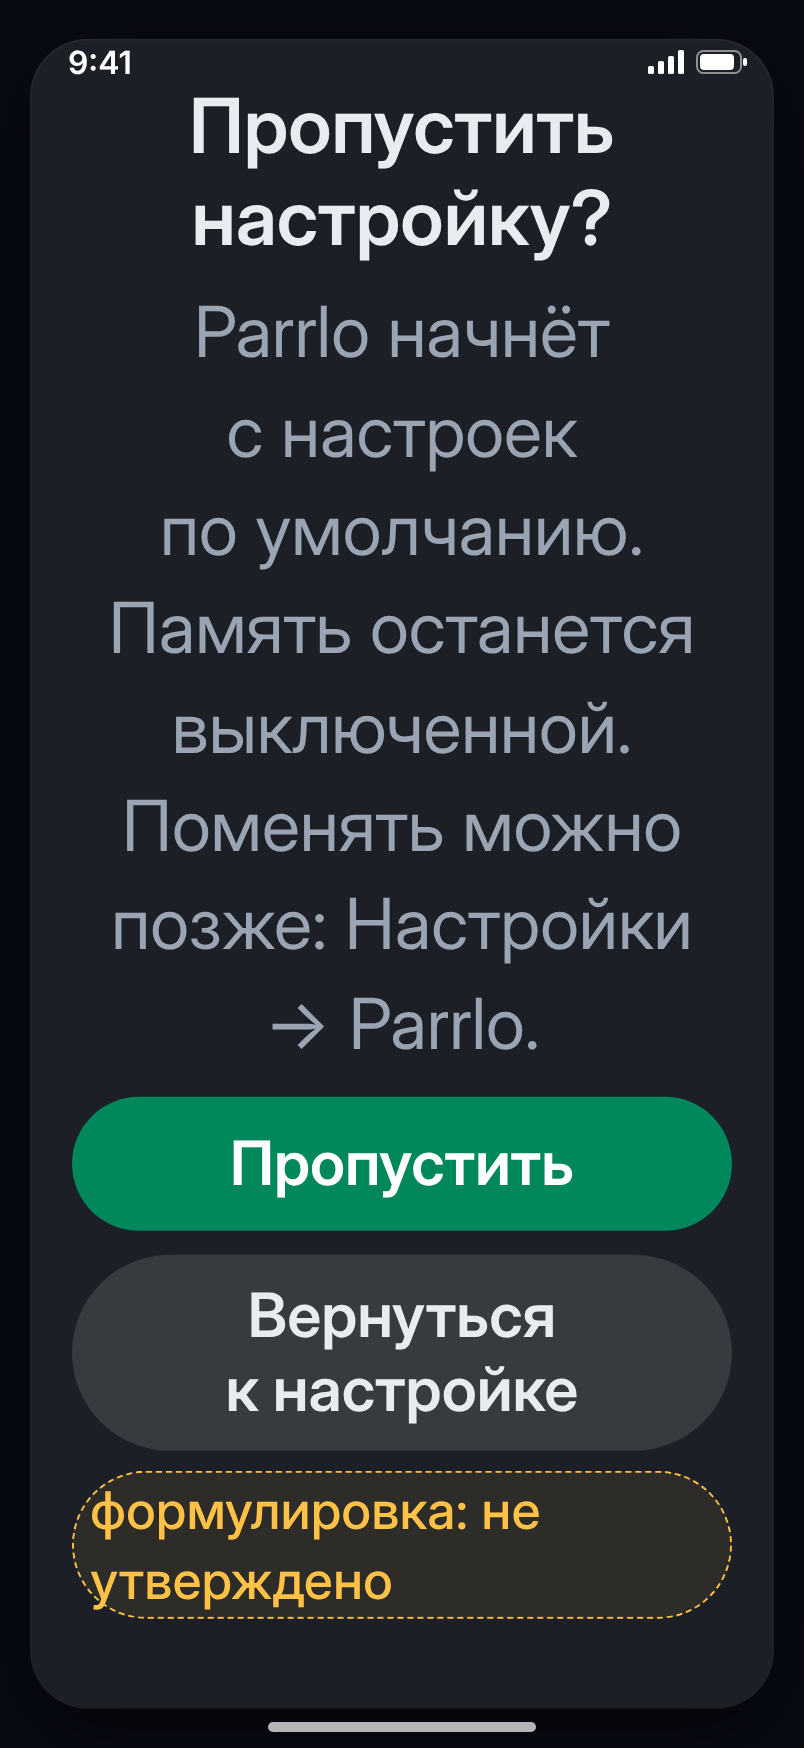 9:41
Пропустить
настройку?
Parrlo начнёт
с настроек
по умолчанию.
Память останется
выключенной.
Поменять можно
позже: Настройки
→ Parrlo.
Пропустить
Вернуться
к настройке
формулировка: не
утверждено